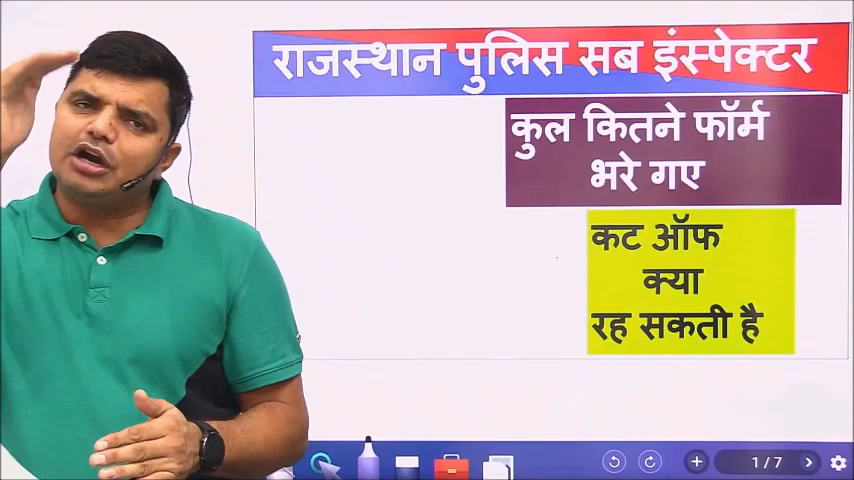 राजस्थान पुलिस सब इंस्पेक्टर
कुल कितने फॉर्म
भरे गए
कट ऑफ
क्या
रह सकती है
1/7